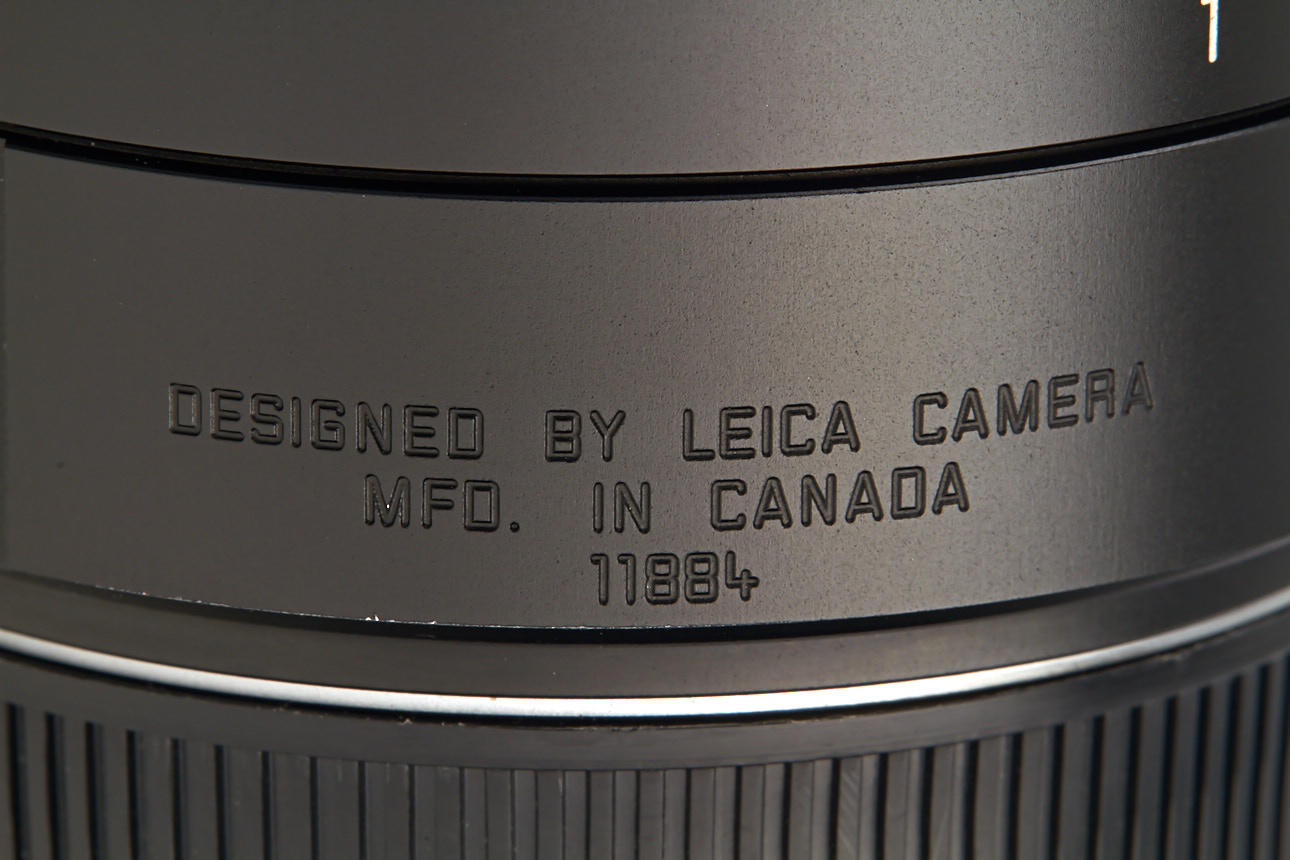 DESIGNED BY LEICA CAMERA
MFD. IN CANADA
11884